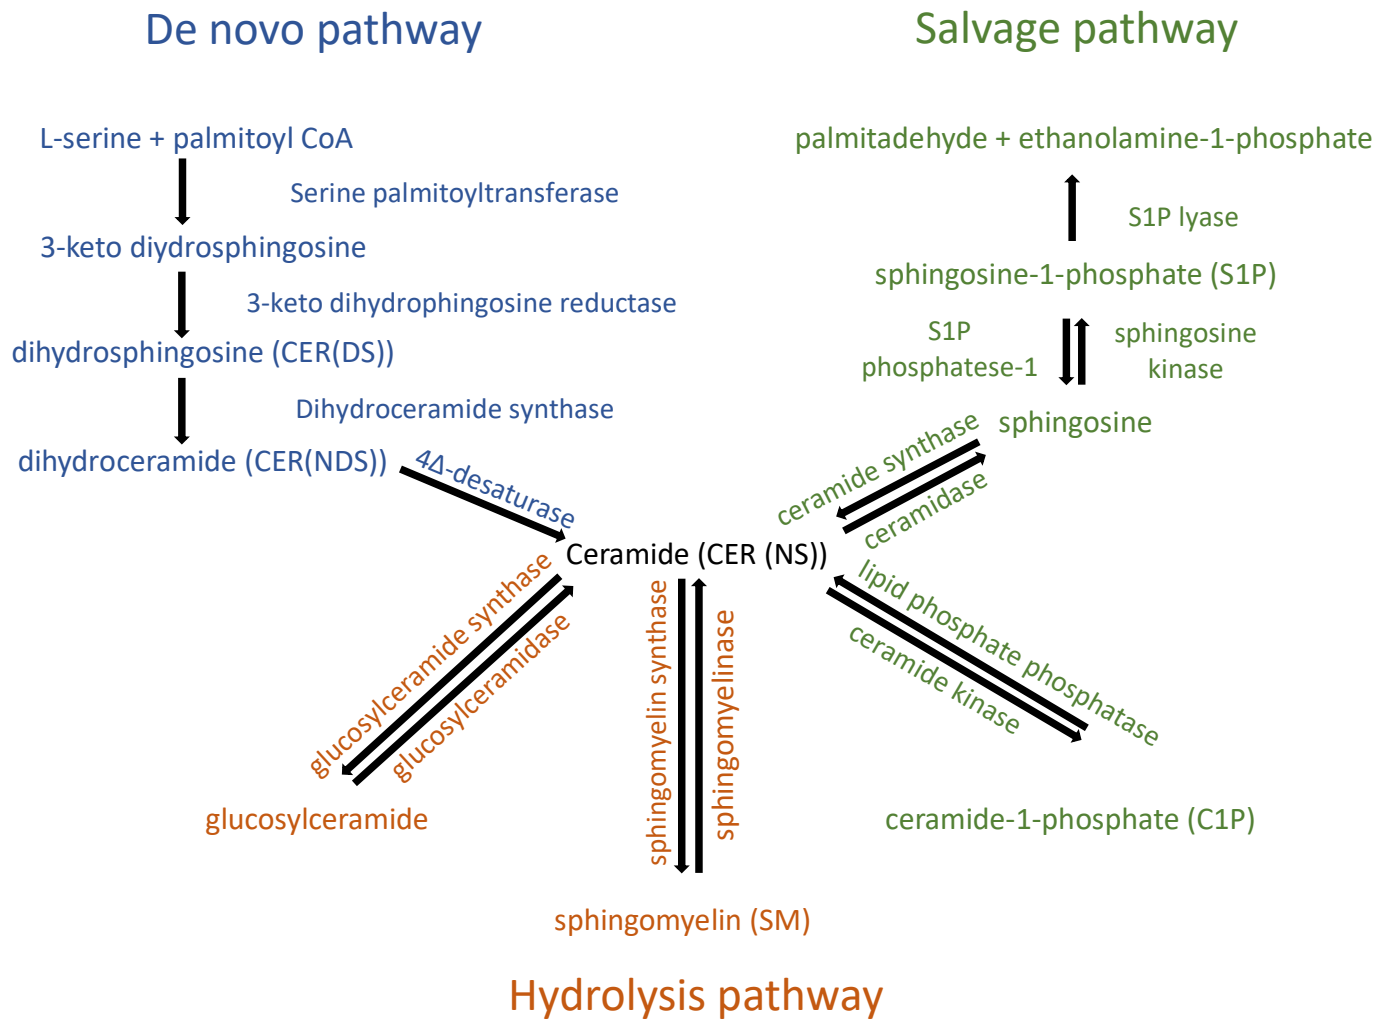 De novo pathway
Salvage pathway
L-serine + palmitoyl CoA
Serine palmitoyltransferase
3-keto diydrosphingosine
3-keto dihydrophingosine reductase
dihydrosphingosine (CER(DS))
Dihydroceramide synthase
dihydroceramide (CER(NDS))
4Δ-desaturase
palmitadehyde + ethanolamine-1-phosphate
S1P lyase
sphingosine-1-phosphate (S1P)
S1P
phosphatese-1
sphingosine
kinase
sphingosine
ceramide synthase
ceramidase
Ceramide (CER (NS))
glucosylceramide synthase
glucosylceramidase
sphingomyelin synthase
sphingomyelinase
lipid phosphate phosphatase
ceramide kinase
glucosylceramide
ceramide-1-phosphate (C1P)
sphingomyelin (SM)
Hydrolysis pathway